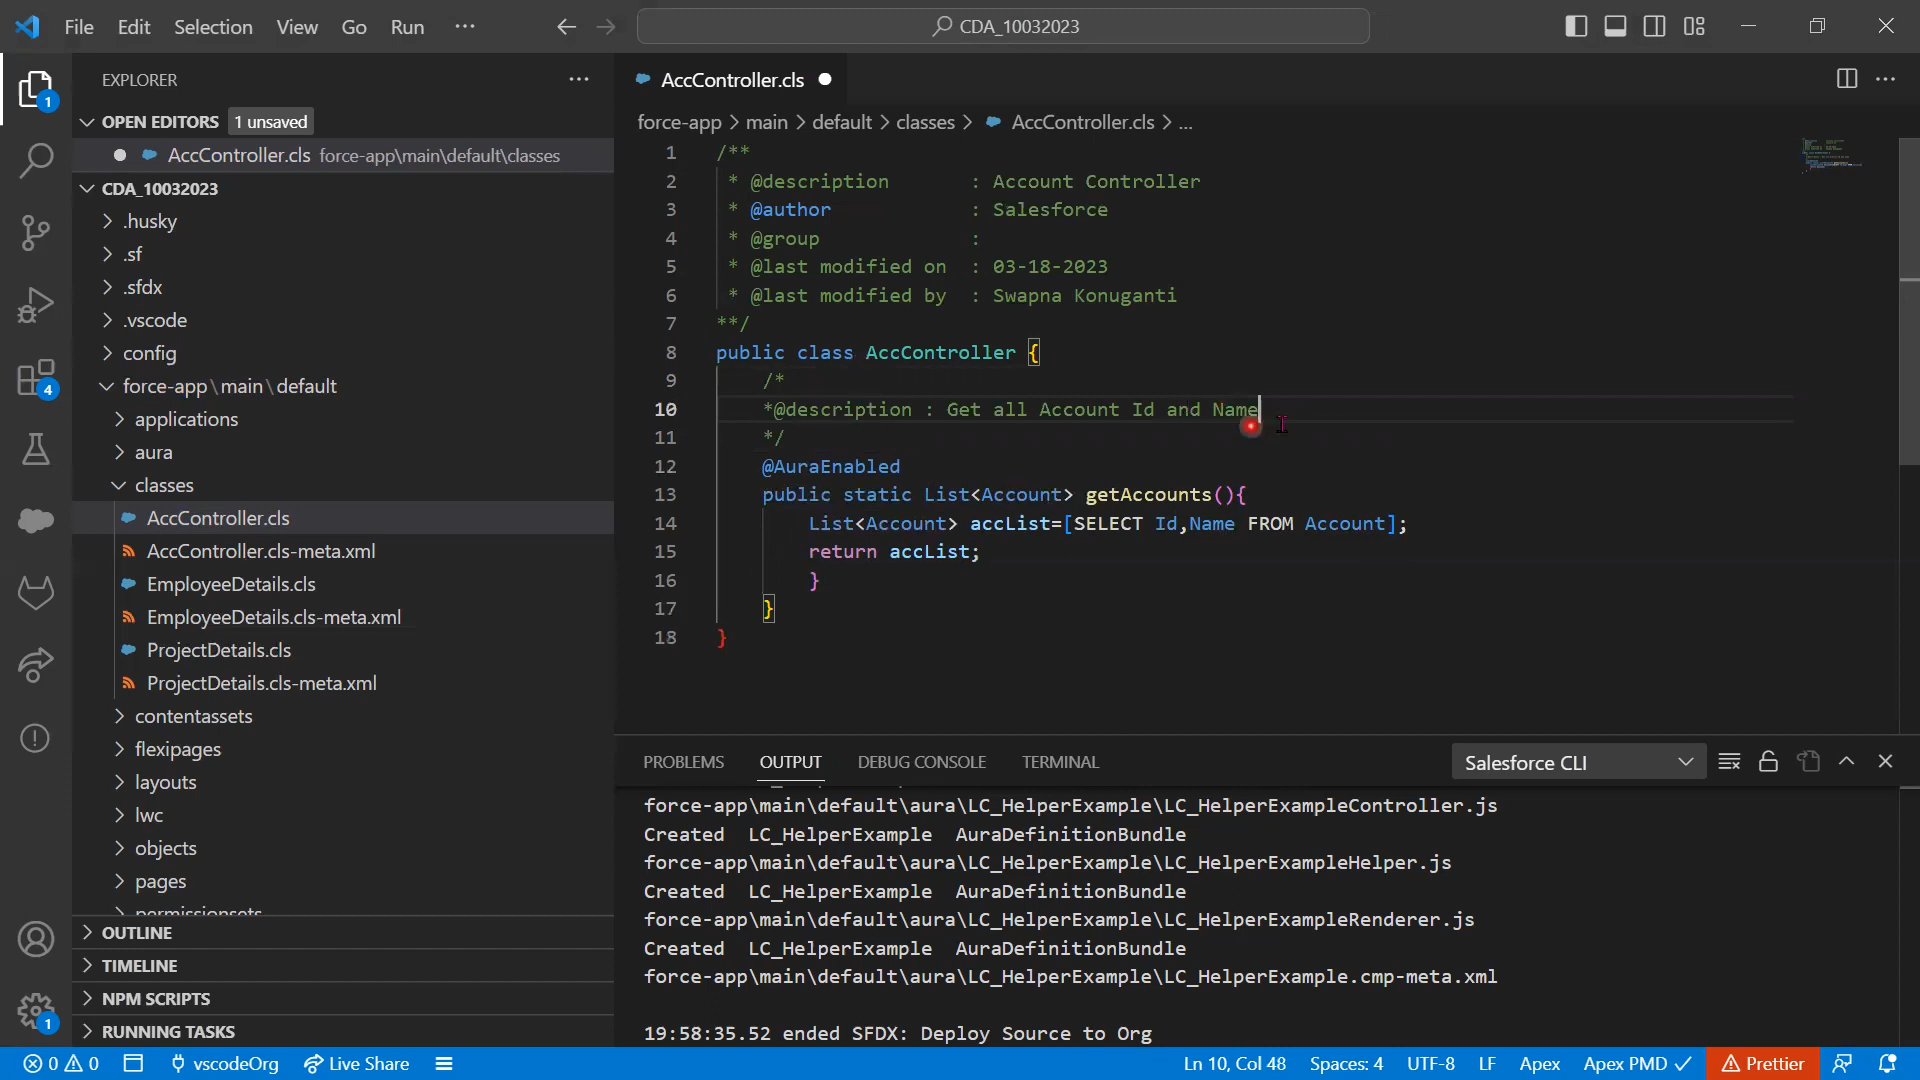 File Edit Selection View Go Run ···
CDA_10032023
EXPLORER
OPEN EDITORS 1 unsaved
AccController.cls force-app\main\default\classes
CDA_10032023
.husky
.sf
.sfdx
.vscode
config
force-app\main\default
applications
aura
classes
AccController.cls
AccController.cls-meta.xml
EmployeeDetails.cls
EmployeeDetails.cls-meta.xml
ProjectDetails.cls
ProjectDetails.cls-meta.xml
contentassets
flexipages
layouts
lwc
objects
pages
permissionsets
OUTLINE
TIMELINE
NPM SCRIPTS
RUNNING TASKS
1
4
1
AccController.cls
force-app > main > default > classes > AccController.cls > ...
1 /**
2 * @description : Account Controller
3 * @author : Salesforce
4 * @group :
5 * @last modified on : 03-18-2023
6 * @last modified by : Swapna Konuganti
7 **/
8 public class AccController {
9 /*
10 *@description : Get all Account Id and Name
11 */
12 @AuraEnabled
13 public static List<Account> getAccounts(){
14 List<Account> accList=[SELECT Id,Name FROM Account];
15 return accList;
16 }
17 }
18 }
PROBLEMS OUTPUT DEBUG CONSOLE TERMINAL
Salesforce CLI
force-app\main\default\aura\LC_HelperExample\LC_HelperExampleController.js
Created LC_HelperExample AuraDefinitionBundle
force-app\main\default\aura\LC_HelperExample\LC_HelperExampleHelper.js
Created LC_HelperExample AuraDefinitionBundle
force-app\main\default\aura\LC_HelperExample\LC_HelperExampleRenderer.js
Created LC_HelperExample AuraDefinitionBundle
force-app\main\default\aura\LC_HelperExample\LC_HelperExample.cmp-meta.xml
19:58:35.52 ended SFDX: Deploy Source to Org
0 0 vscodeOrg Live Share
Ln 10, Col 48 Spaces: 4 UTF-8 LF Apex Apex PMD Prettier